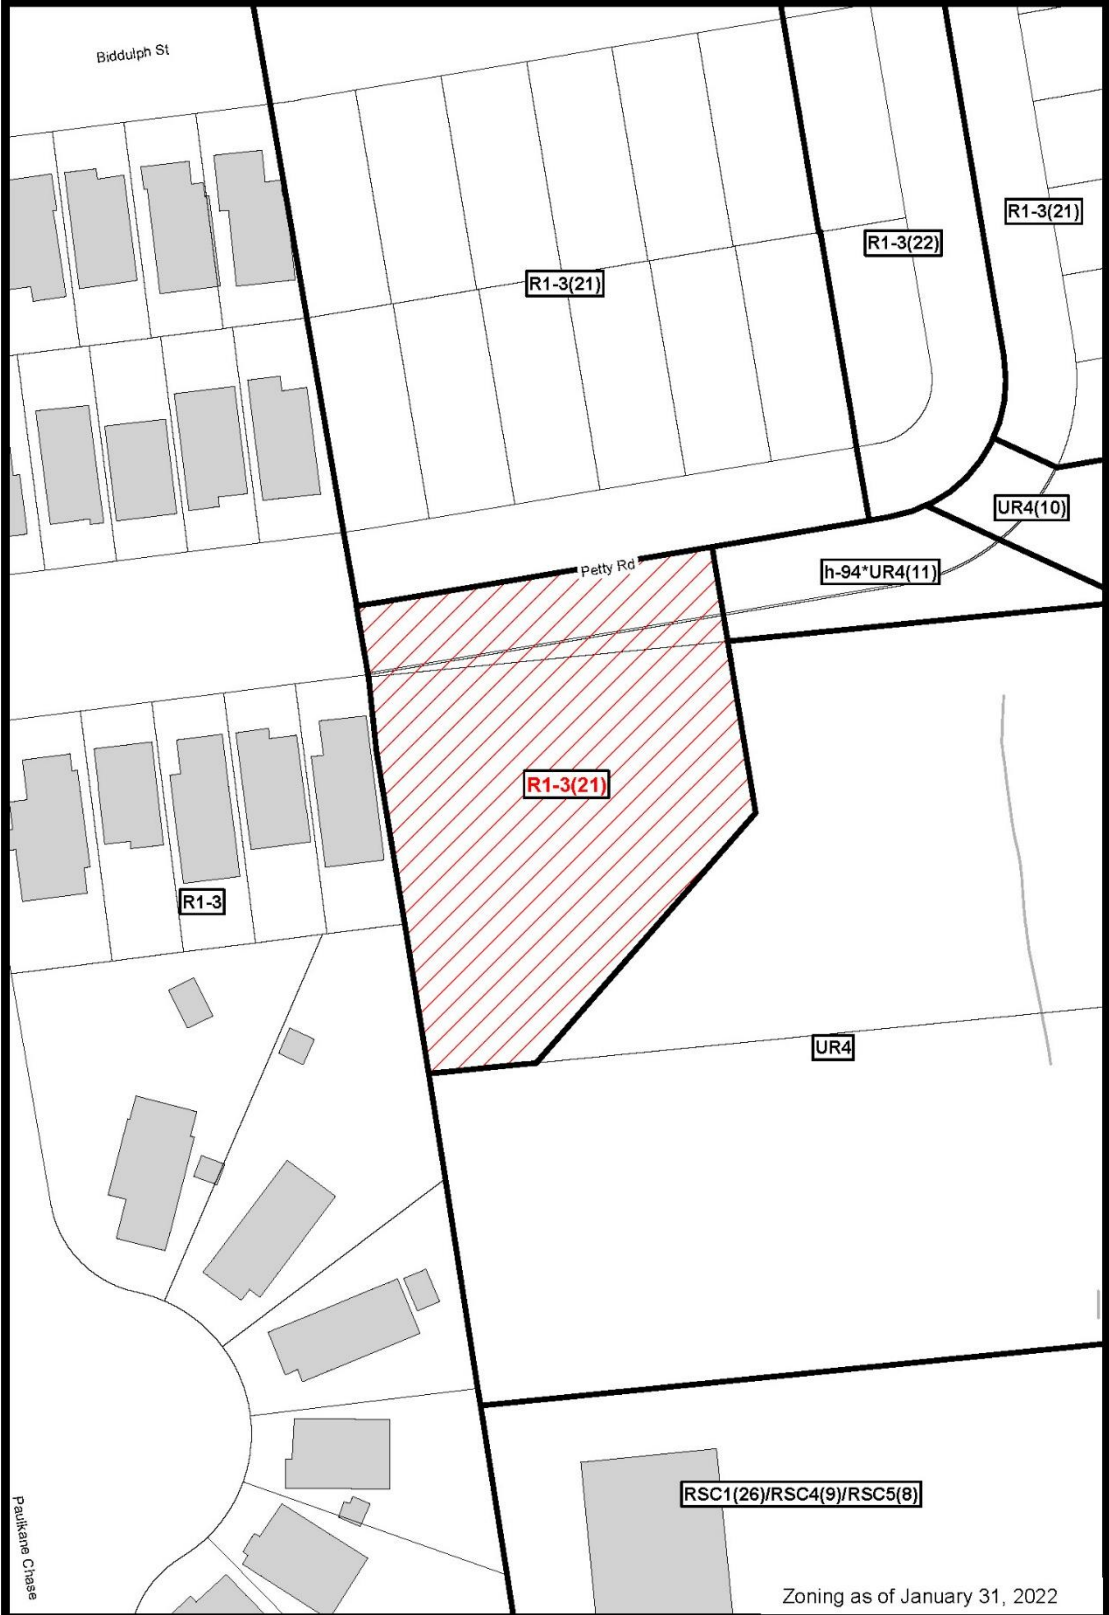 Biddulph St
R1-3(21)
R1-3(22)
R1-3(21)
UR4(10)
Petty Rd
h-94*UR4(11)
R1-3(21)
R1-3
UR4
RSC1(26)/RSC4(9)/RSC5(8)
Paulkane Chase
Zoning as of January 31, 2022